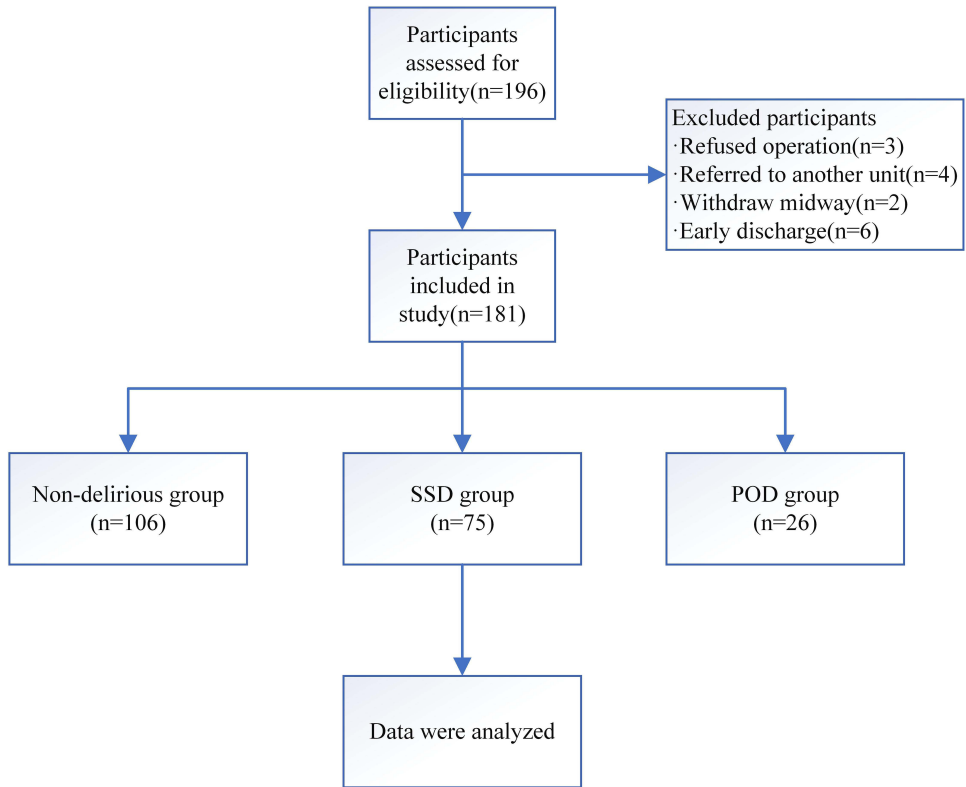 Participants
assessed for
eligibility(n=196)
Excluded participants
·Refused operation(n=3)
·Referred to another unit(n=4)
·Withdraw midway(n=2)
·Early discharge(n=6)
Participants
included in
study(n=181)
Non-delirious group
(n=106)
SSD group
(n=75)
POD group
(n=26)
Data were analyzed